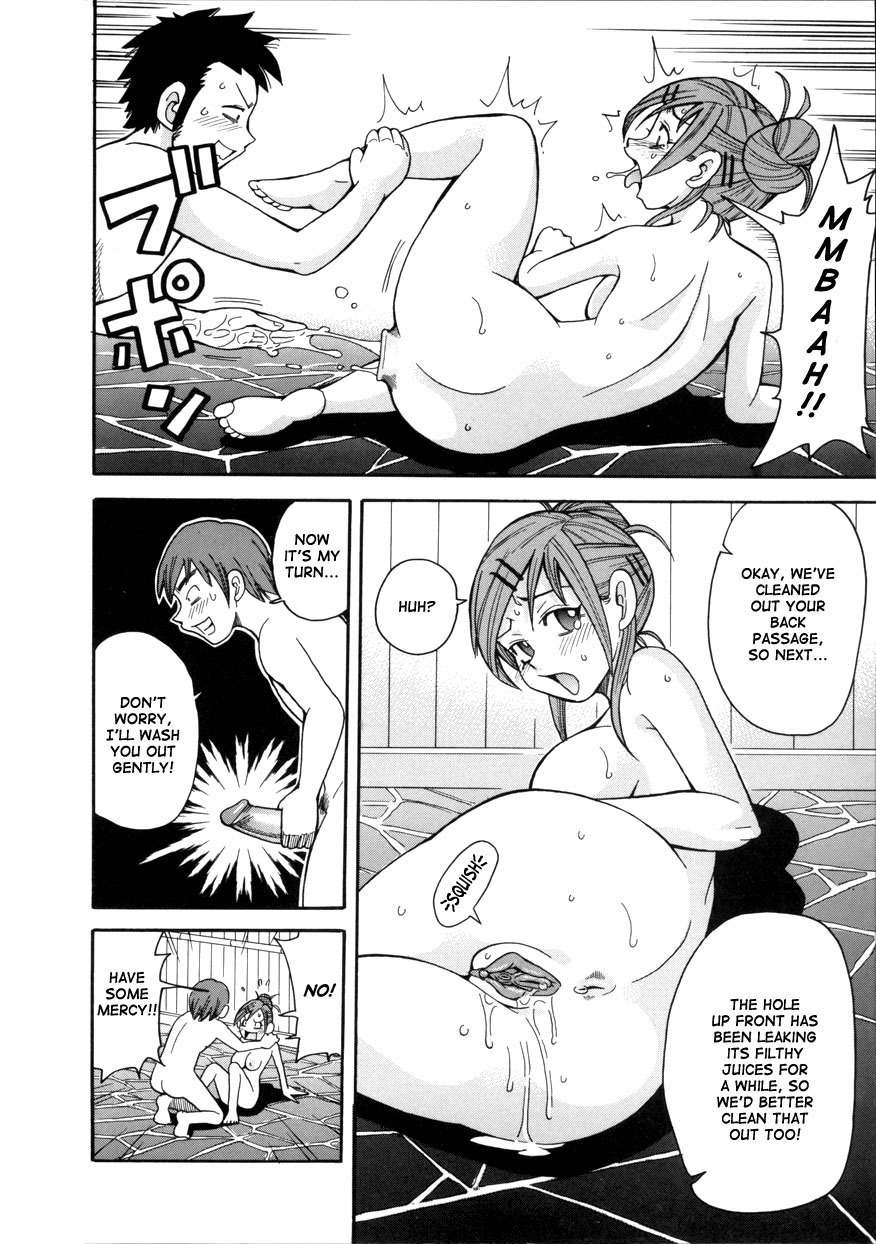 ブポン
MMBAAH!!
OKAY, WE'VE
CLEANED
OUT YOUR
BACK
PASSAGE,
SO NEXT...
HUH?
SQUISH
THE HOLE
UP FRONT HAS
BEEN LEAKING
ITS FILTHY
JUICES FOR
A WHILE, SO
WE'D BETTER
CLEAN THAT
OUT TOO!
NOW
IT'S MY
TURN...
DON'T
WORRY,
I'LL WASH
YOU OUT
GENTLY!
NO!
HAVE
SOME
MERCY!!